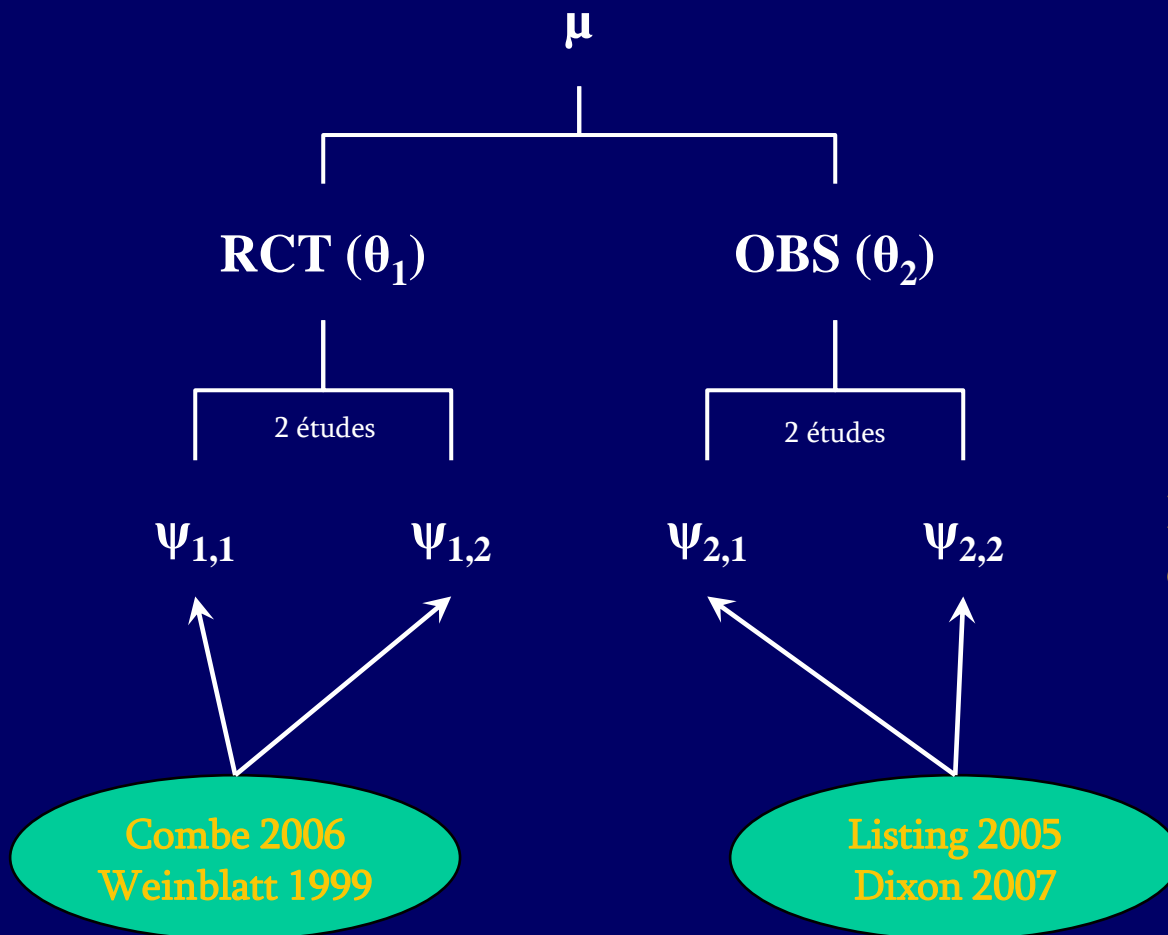 μ
RCT (θ₁) OBS (θ₂)
2 études 2 études
ψ₁,₁ ψ₁,₂ ψ₂,₁ ψ₂,₂
Combe 2006
Weinblatt 1999
Listing 2005
Dixon 2007